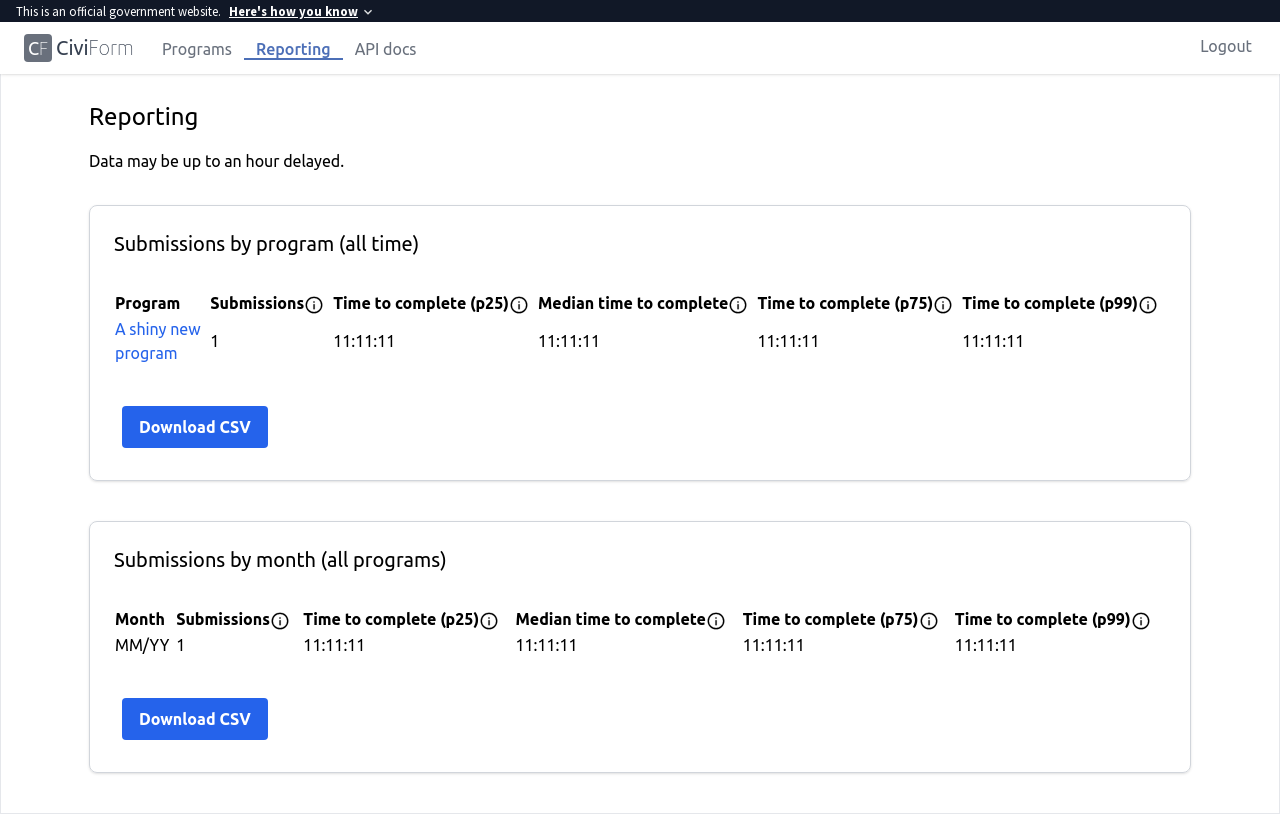 This is an official government website. Here's how you know
CF CiviForm Programs Reporting API docs Logout
Reporting
Data may be up to an hour delayed.
Submissions by program (all time)
Program Submissions Time to complete (p25) Median time to complete Time to complete (p75) Time to complete (p99)
A shiny new
program 1 11:11:11 11:11:11 11:11:11 11:11:11
Download CSV
Submissions by month (all programs)
Month Submissions Time to complete (p25) Median time to complete Time to complete (p75) Time to complete (p99)
MM/YY 1 11:11:11 11:11:11 11:11:11 11:11:11
Download CSV